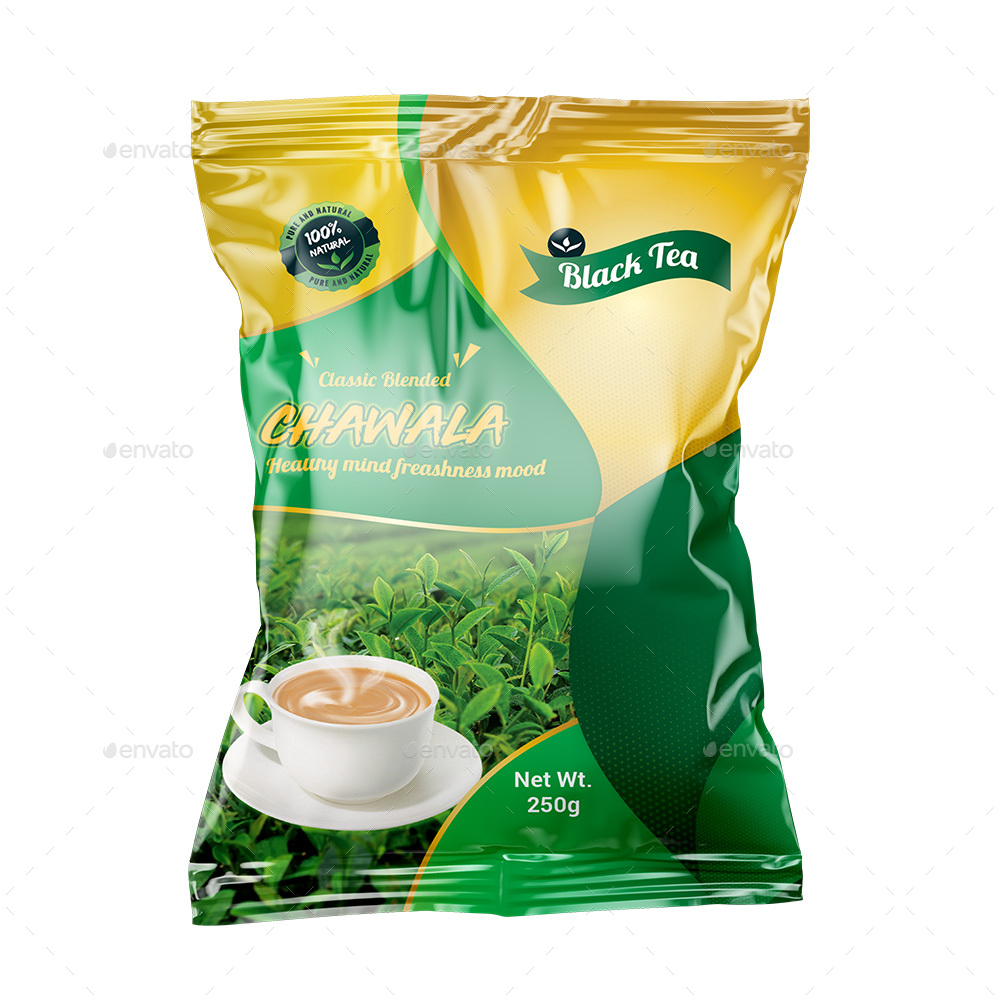 PURE AND NATURAL
100%
NATURAL
PURE AND NATURAL
Black Tea
Classic Blended
CHAWALA
Healthy mind freashness mood
Net Wt.
250g
envato
envato
envato
envato
envato
envato
envato
envato
envato